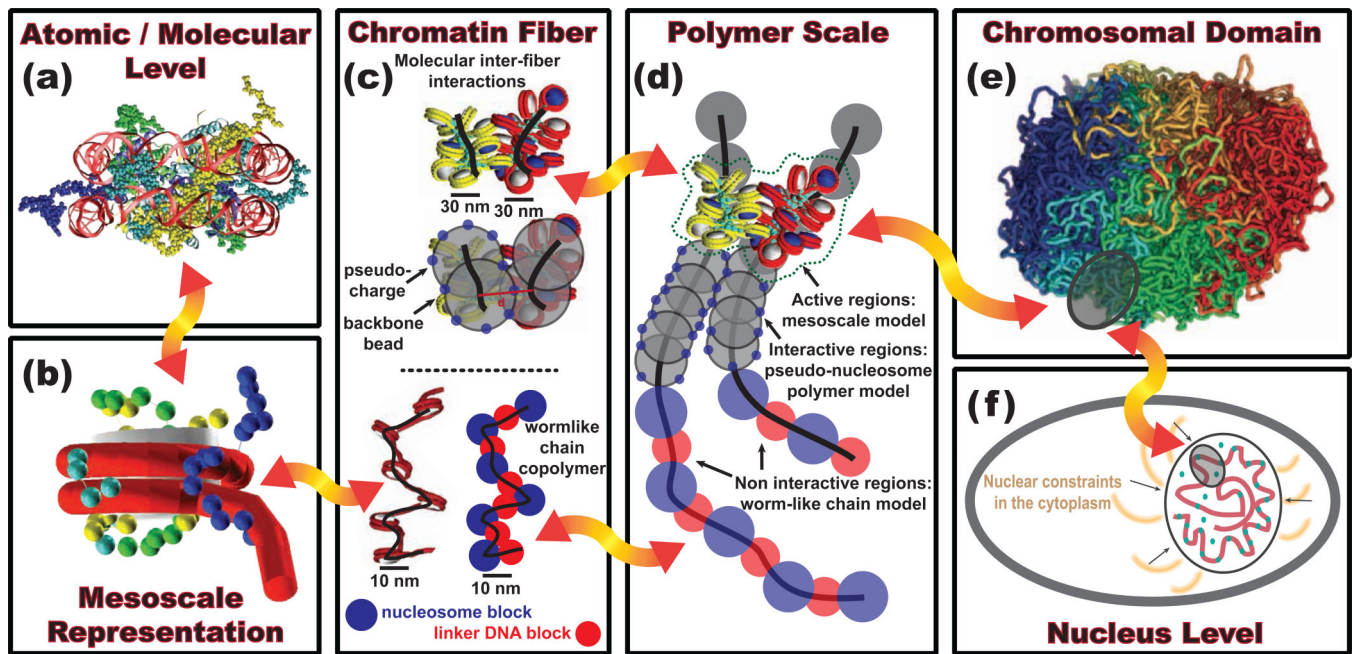 Atomic / Molecular
Level
(a)
(b)
Mesoscale
Representation
Chromatin Fiber
(c)
Molecular inter-fiber
interactions
30 nm
30 nm
pseudo-
charge
d
backbone
bead
wormlike
chain
copolymer
10 nm
10 nm
nucleosome block
linker DNA block
Polymer Scale
(d)
Active regions:
mesoscale model
Interactive regions:
pseudo-nucleosome
polymer model
Non interactive regions:
worm-like chain model
Chromosomal Domain
(e)
(f)
Nuclear constraints
in the cytoplasm
Nucleus Level